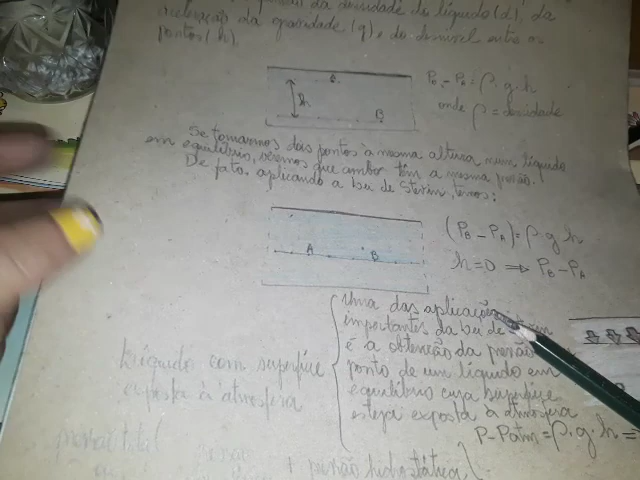 da densidade do líquido (d), da
aceleração da gravidade (g), do desnível entre os
pontos (h).
A
h
B
PB - PA = ρ . g . h
onde ρ = densidade
Se tomarmos dois pontos à mesma altura num líquido
em equilíbrio, veremos que ambos têm a mesma pressão.
De fato, aplicando a Lei de Stevin, temos:
A
B
(PB - PA) = ρ . g . h
h = 0 ⇒ PB - PA
Uma das aplicações
importantes da Lei de
é a obtenção da pressão
ponto de um líquido em
equilíbrio cuja superfície
esteja exposta à atmosfera
Líquido com superfície
exposta à atmosfera
P - Patm = ρ . g . h =
pressão total
+ pressão hidrostática